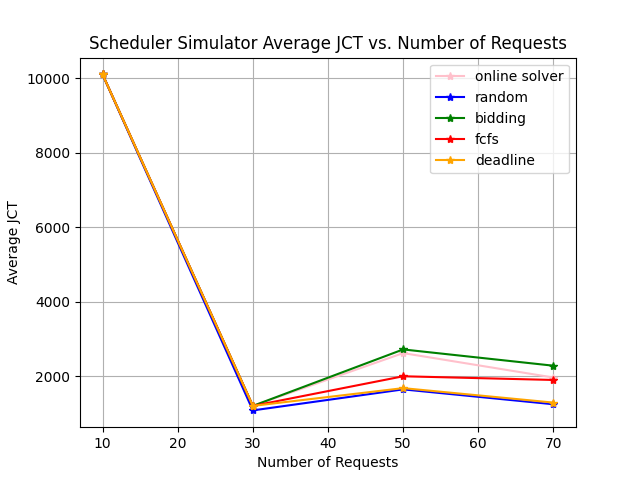 Scheduler Simulator Average JCT vs. Number of Requests
10000
8000
6000
4000
2000
Average JCT
online solver
random
bidding
fcfs
deadline
10 20 30 40 50 60 70
Number of Requests